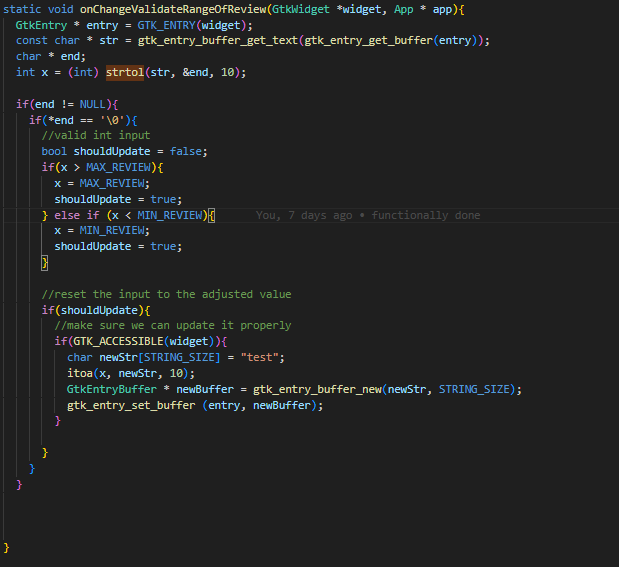 static void onChangeValidateRangeOfReview(GtkWidget *widget, App * app){
  GtkEntry * entry = GTK_ENTRY(widget);
  const char * str = gtk_entry_buffer_get_text(gtk_entry_get_buffer(entry));
  char * end;
  int x = (int) strtol(str, &end, 10);
  if(end != NULL){
    if(*end == '\0'){
      //valid int input
      bool shouldUpdate = false;
      if(x > MAX_REVIEW){
        x = MAX_REVIEW;
        shouldUpdate = true;
      } else if (x < MIN_REVIEW){ You, 7 days ago • functionally done
        x = MIN_REVIEW;
        shouldUpdate = true;
      }
      //reset the input to the adjusted value
      if(shouldUpdate){
        //make sure we can update it properly
        if(GTK_ACCESSIBLE(widget)){
          char newStr[STRING_SIZE] = "test";
          itoa(x, newStr, 10);
          GtkEntryBuffer * newBuffer = gtk_entry_buffer_new(newStr, STRING_SIZE);
          gtk_entry_set_buffer (entry, newBuffer);
        }
      }
    }
  }
}